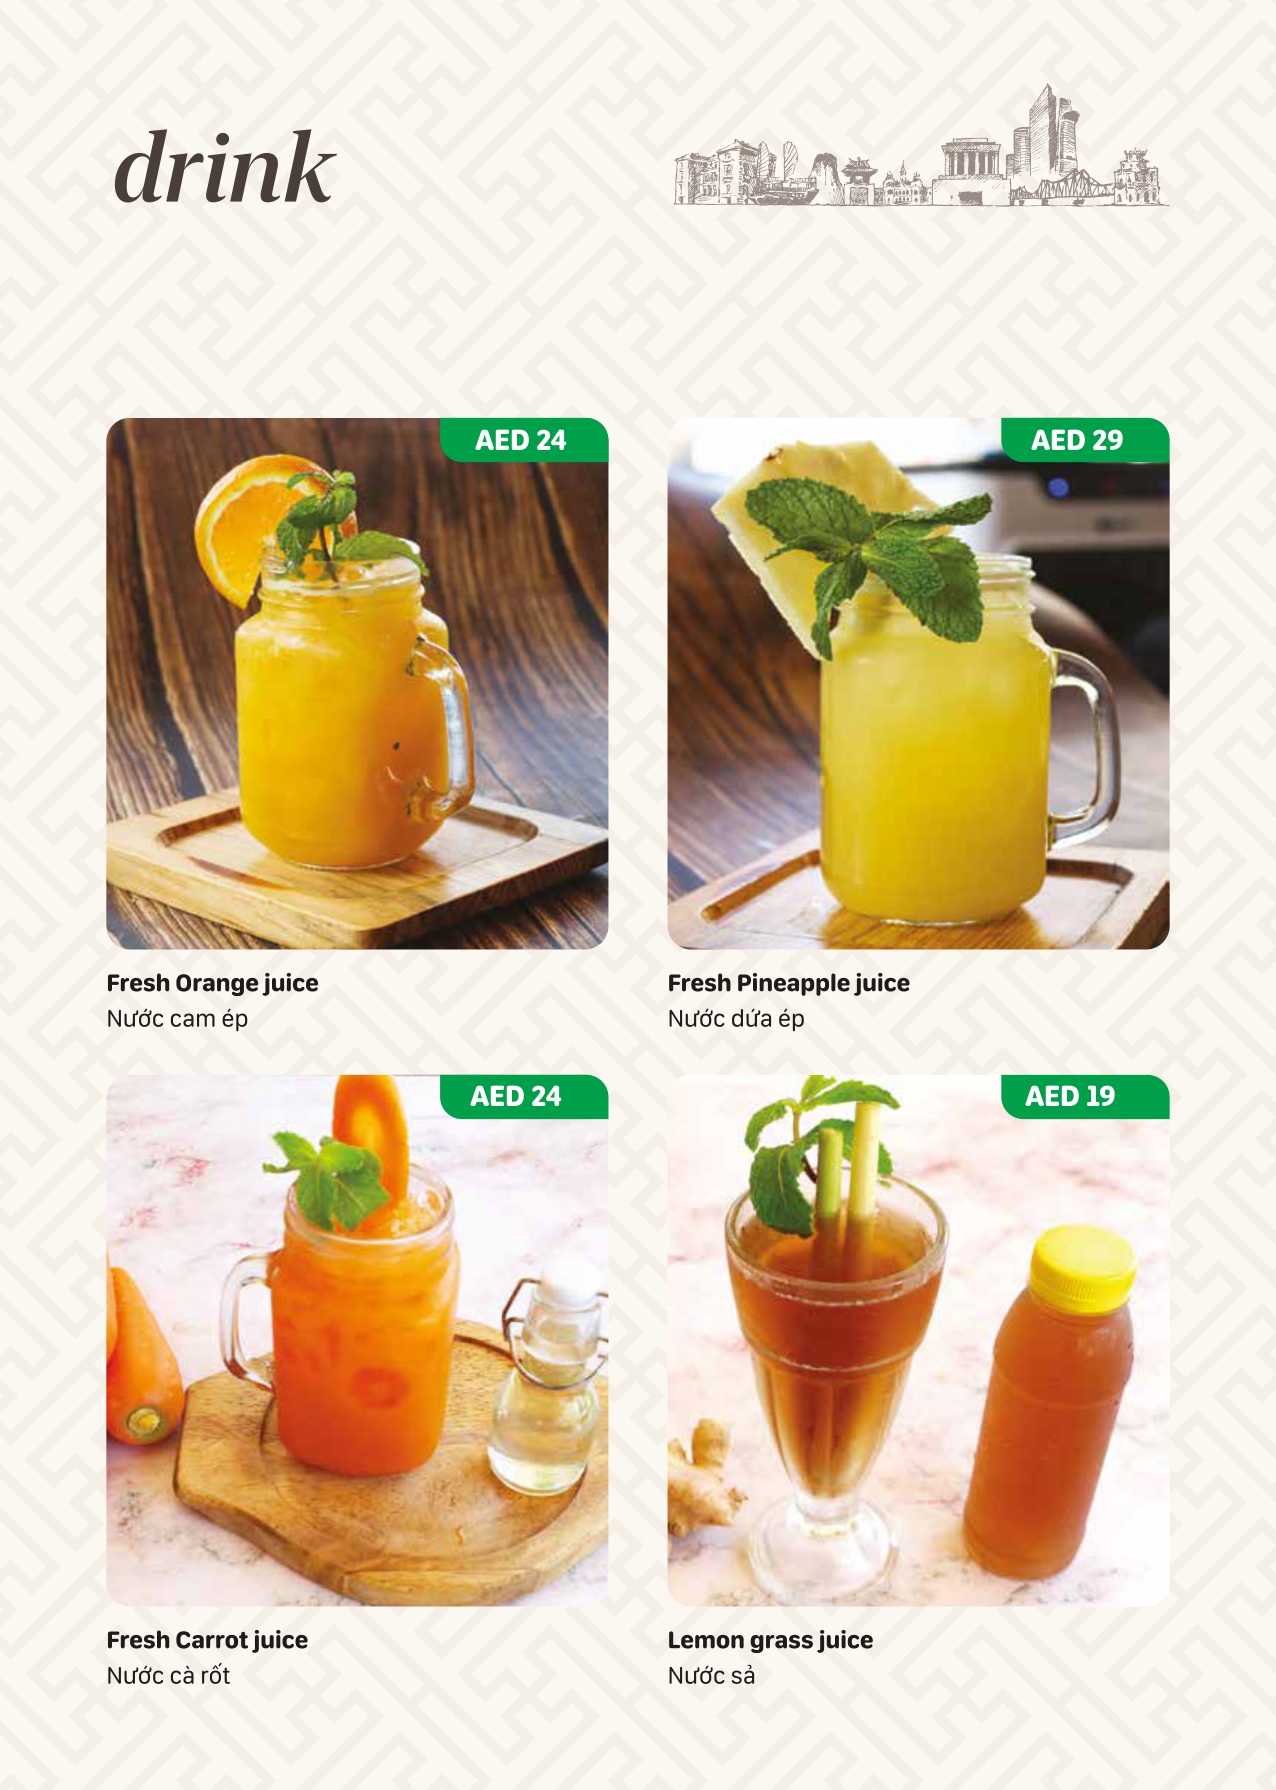 drink
AED 24
AED 29
Fresh Orange juice
Nước cam ép
Fresh Pineapple juice
Nước dứa ép
AED 24
AED 19
Fresh Carrot juice
Nước cà rốt
Lemon grass juice
Nước sả